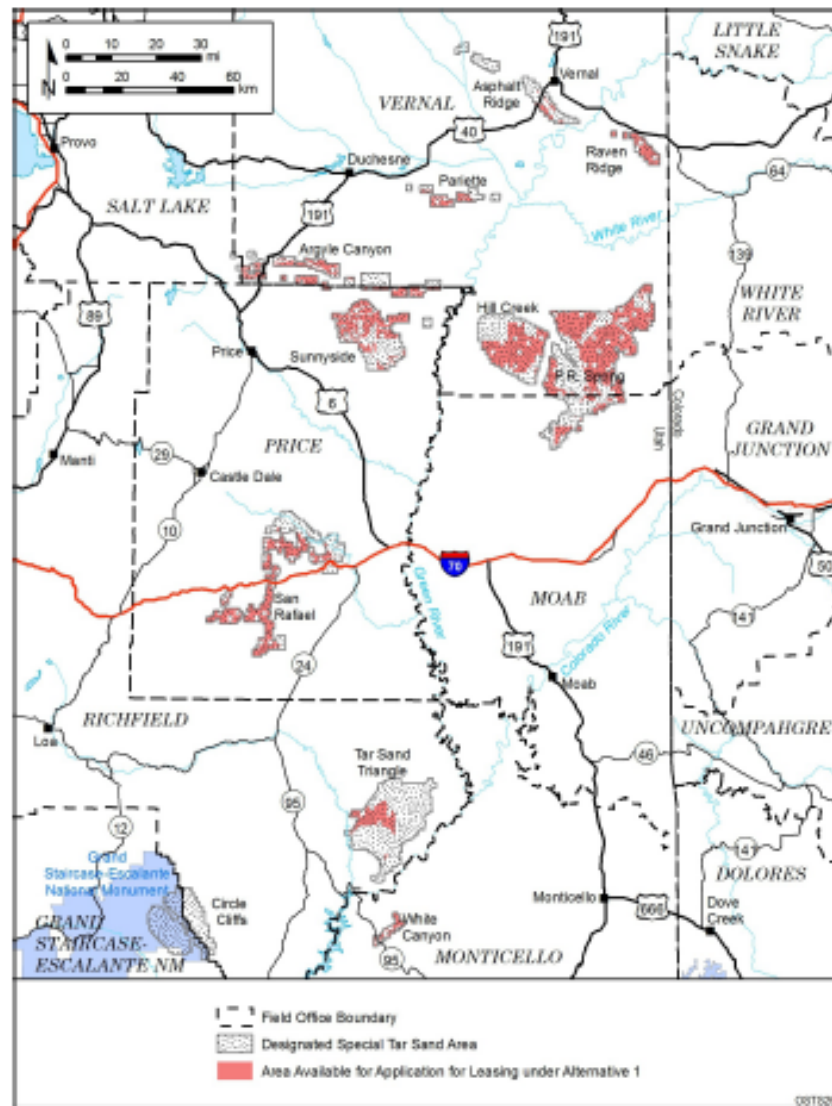 0 10 20 30
mi
0 20 40 60
km
N
191
LITTLE
SNAKE
Vernal
Asphalt
Ridge
VERNAL
40
Provo
Duchesne
Raven
Ridge
Pariette
64
SALT LAKE
191
White River
Argyle Canyon
139
WHITE
RIVER
89
Hill Creek
Price
Sunnyside
P.R. Spring
6
Colorado
Utah
GRAND
JUNCTION
PRICE
Manti
29
Castle Dale
10
Grand Junction
70
50
San
Rafael
Green River
MOAB
141
24
191
Colorado River
Moab
RICHFIELD
UNCOMPAHGRE
Loa
Tar Sand
Triangle
46
95
12
141
Grand
Staircase-Escalante
National Monument
DOLORES
Circle
Cliffs
Monticello
666
Dove
Creek
GRAND
STAIRCASE-
ESCALANTE NM
White
Canyon
95
MONTICELLO
Field Office Boundary
Designated Special Tar Sand Area
Area Available for Application for Leasing under Alternative 1